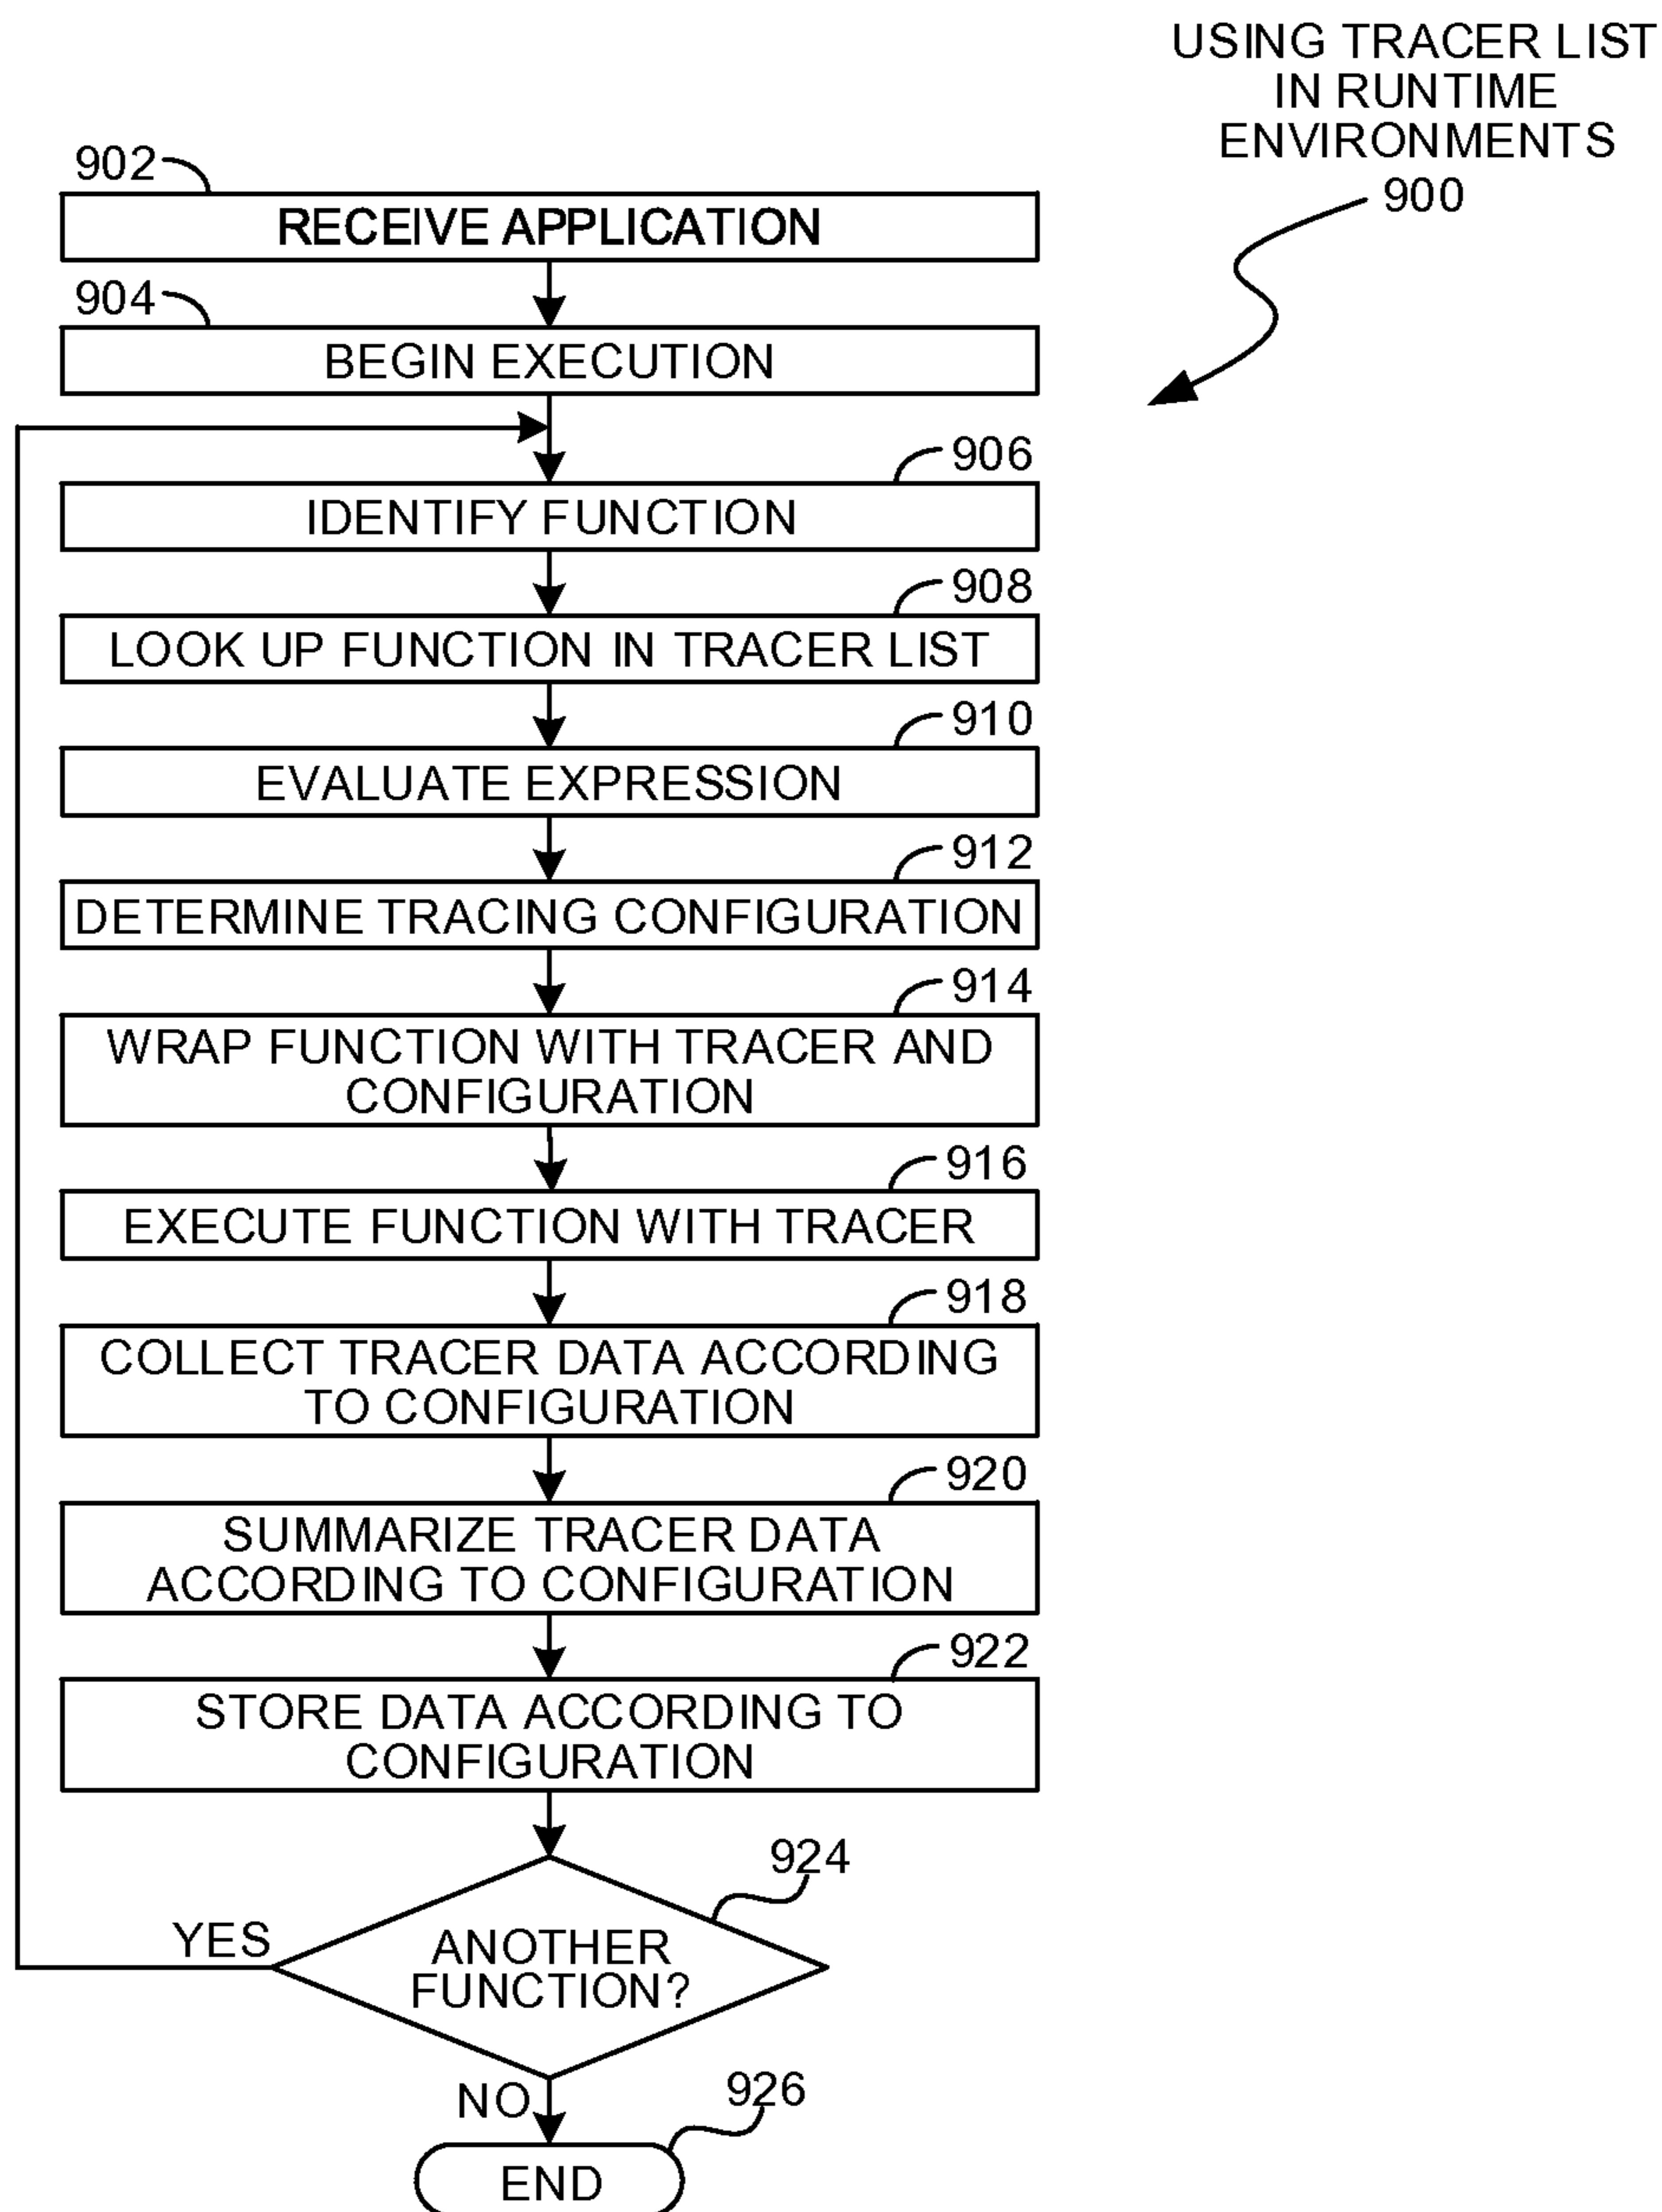 USING TRACER LIST
IN RUNTIME
ENVIRONMENTS
900
902
RECEIVE APPLICATION
904
BEGIN EXECUTION
906
IDENTIFY FUNCTION
908
LOOK UP FUNCTION IN TRACER LIST
910
EVALUATE EXPRESSION
912
DETERMINE TRACING CONFIGURATION
914
WRAP FUNCTION WITH TRACER AND
CONFIGURATION
916
EXECUTE FUNCTION WITH TRACER
918
COLLECT TRACER DATA ACCORDING
TO CONFIGURATION
920
SUMMARIZE TRACER DATA
ACCORDING TO CONFIGURATION
922
STORE DATA ACCORDING TO
CONFIGURATION
924
YES
ANOTHER
FUNCTION?
NO
926
END